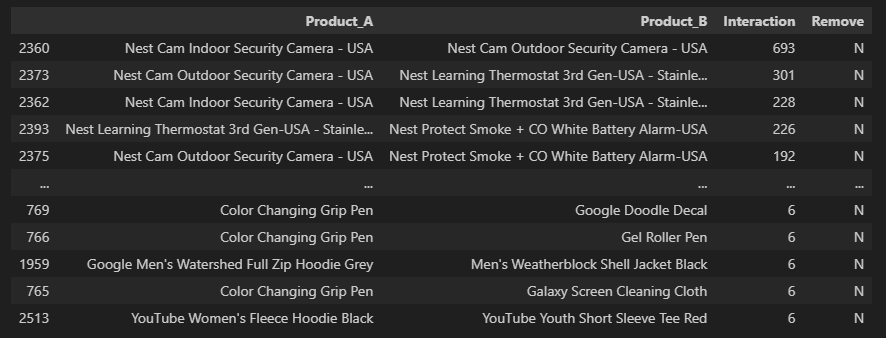 Product_A Product_B Interaction Remove
2360 Nest Cam Indoor Security Camera - USA Nest Cam Outdoor Security Camera - USA 693 N
2373 Nest Cam Outdoor Security Camera - USA Nest Learning Thermostat 3rd Gen-USA - Stainle... 301 N
2362 Nest Cam Indoor Security Camera - USA Nest Learning Thermostat 3rd Gen-USA - Stainle... 228 N
2393 Nest Learning Thermostat 3rd Gen-USA - Stainle... Nest Protect Smoke + CO White Battery Alarm-USA 226 N
2375 Nest Cam Outdoor Security Camera - USA Nest Protect Smoke + CO White Battery Alarm-USA 192 N
... ... ... ... ...
769 Color Changing Grip Pen Google Doodle Decal 6 N
766 Color Changing Grip Pen Gel Roller Pen 6 N
1959 Google Men's Watershed Full Zip Hoodie Grey Men's Weatherblock Shell Jacket Black 6 N
765 Color Changing Grip Pen Galaxy Screen Cleaning Cloth 6 N
2513 YouTube Women's Fleece Hoodie Black YouTube Youth Short Sleeve Tee Red 6 N